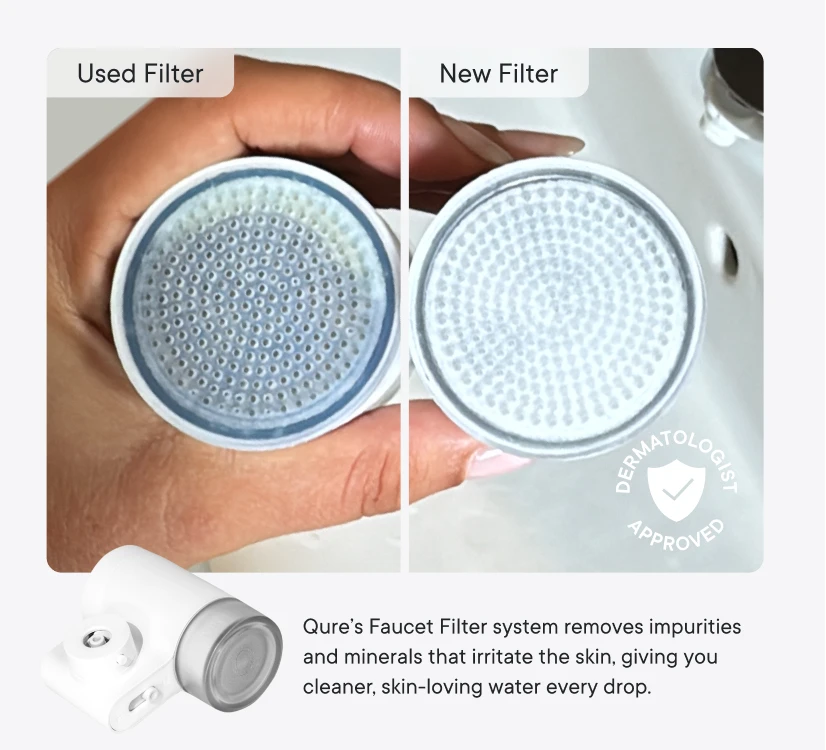 Used Filter
New Filter
DERMATOLOGIST
APPROVED
Qure’s Faucet Filter system removes impurities
and minerals that irritate the skin, giving you
cleaner, skin-loving water every drop.